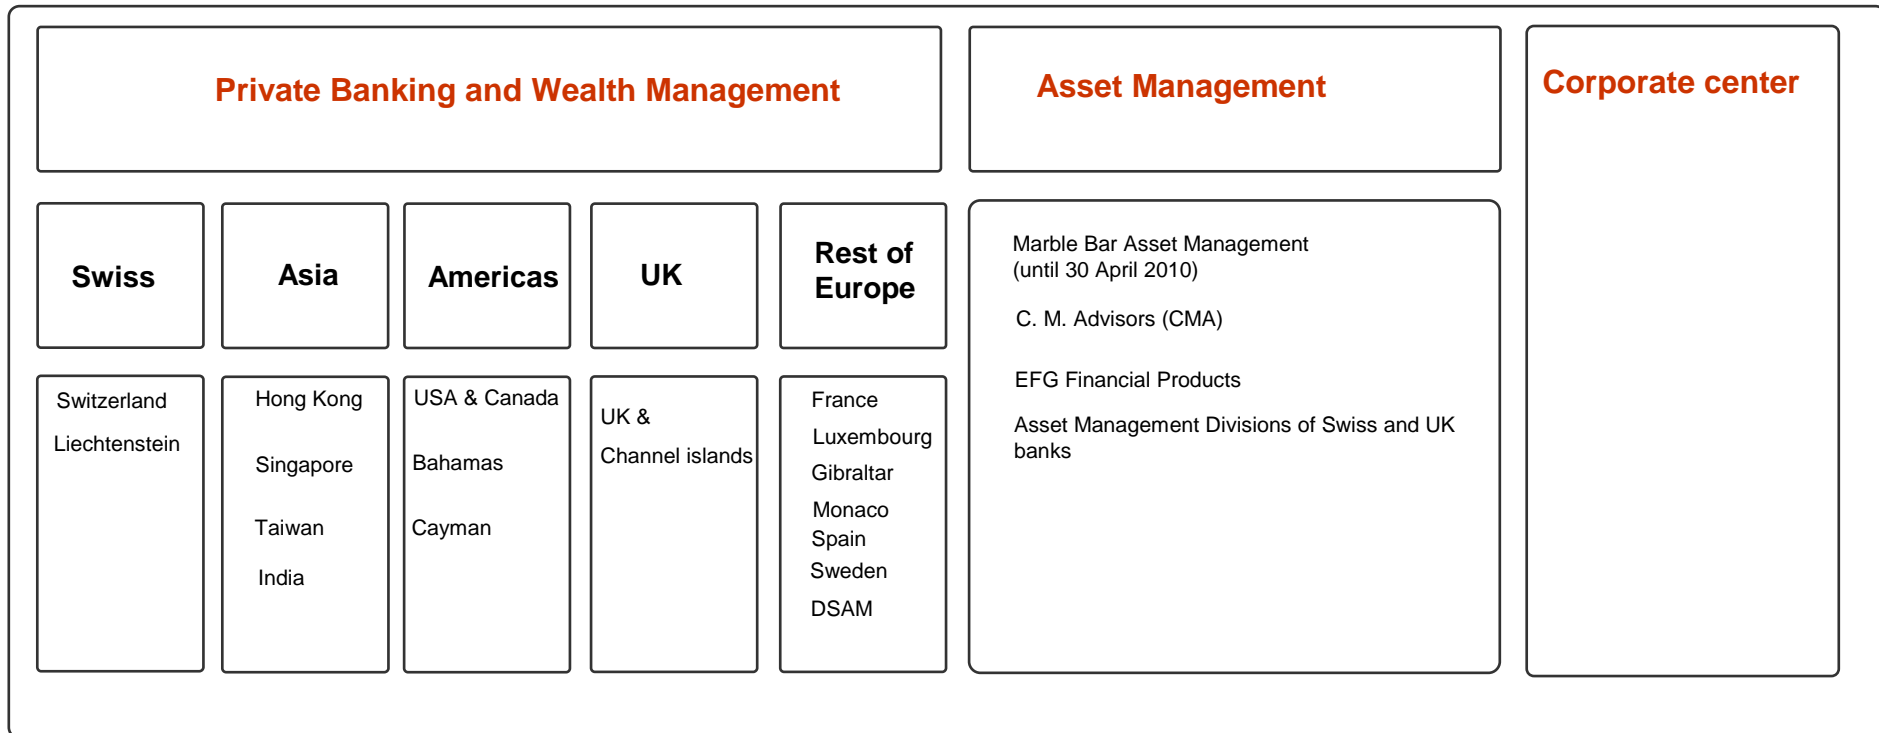 Private Banking and Wealth Management
Asset Management
Corporate center
Swiss
Asia
Americas
UK
Rest of
Europe
Switzerland
Liechtenstein
Hong Kong
Singapore
Taiwan
India
USA & Canada
Bahamas
Cayman
UK &
Channel islands
France
Luxembourg
Gibraltar
Monaco
Spain
Sweden
DSAM
Marble Bar Asset Management
(until 30 April 2010)
C. M. Advisors (CMA)
EFG Financial Products
Asset Management Divisions of Swiss and UK
banks